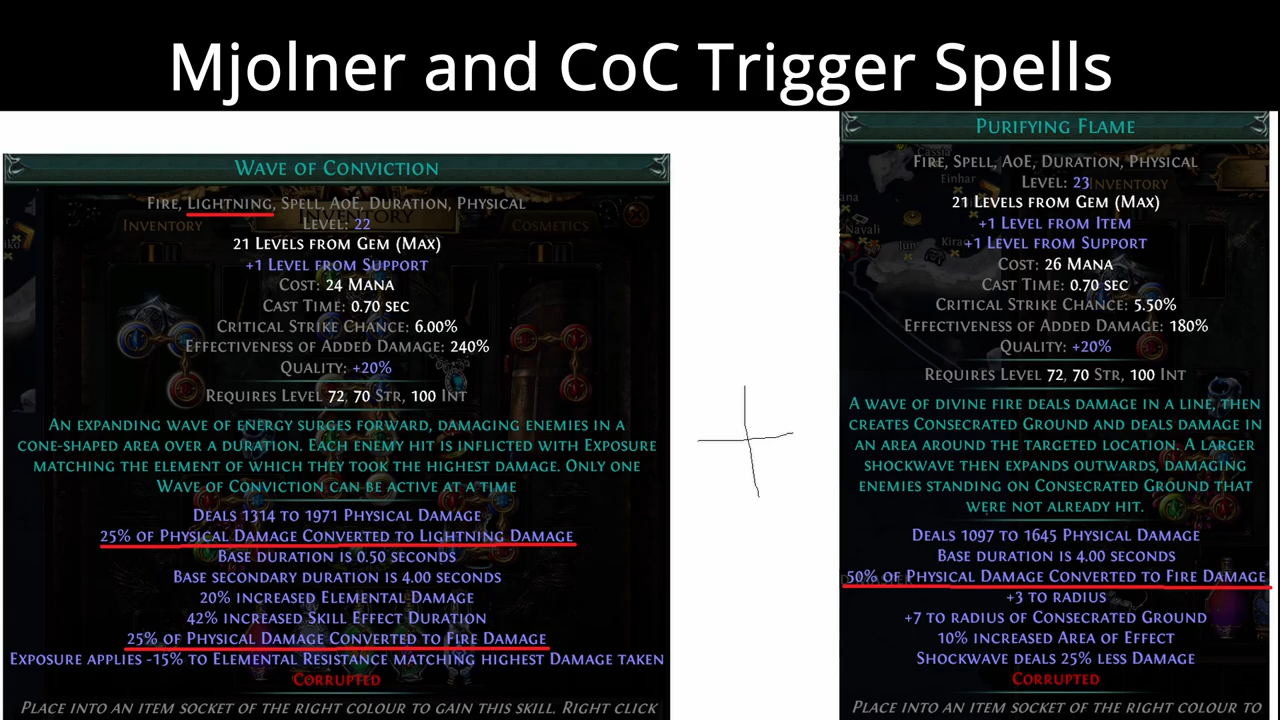 Mjolner and CoC Trigger Spells
Wave of Conviction
Fire, Lightning, Spell, AoE, Duration, Physical
Inventory
Inventory
Cosmetics
Level: 22
21 Levels from Gem (Max)
+1 Level from Support
Cost: 24 Mana
Cast Time: 0.70 sec
Critical Strike Chance: 6.00%
Effectiveness of Added Damage: 240%
Quality: +20%
Requires Level 72, 70 Str, 100 Int
An expanding wave of energy surges forward, damaging enemies in a
cone-shaped area over a duration. Each enemy hit is inflicted with Exposure
matching the element of which they took the highest damage. Only one
Wave of Conviction can be active at a time
Deals 1314 to 1971 Physical Damage
25% of Physical Damage Converted to Lightning Damage
Base duration is 0.50 seconds
Base secondary duration is 4.00 seconds
20% increased Elemental Damage
42% increased Skill Effect Duration
25% of Physical Damage Converted to Fire Damage
Exposure applies -15% to Elemental Resistance matching highest Damage taken
Corrupted
Place into an item socket of the right colour to gain this skill. Right click
Purifying Flame
Cassia
Fire, Spell, AoE, Duration, Physical
Einhar
Level: 23
Inventory
21 Levels from Gem (Max)
+1 Level from Item
Navali
Jun
Kirac
+1 Level from Support
Cost: 26 Mana
Cast Time: 0.70 sec
Critical Strike Chance: 5.50%
Effectiveness of Added Damage: 180%
Quality: +20%
Requires Level 72, 70 Str, 100 Int
A wave of divine fire deals damage in a line, then
creates Consecrated Ground and deals damage in
an area around the targeted location. A larger
shockwave then expands outwards, damaging
enemies standing on Consecrated Ground that
were not already hit.
Deals 1097 to 1645 Physical Damage
Base duration is 4.00 seconds
50% of Physical Damage Converted to Fire Damage
+3 to radius
+7 to radius of Consecrated Ground
10% increased Area of Effect
Shockwave deals 25% less Damage
Corrupted
Place into an item socket of the right colour to